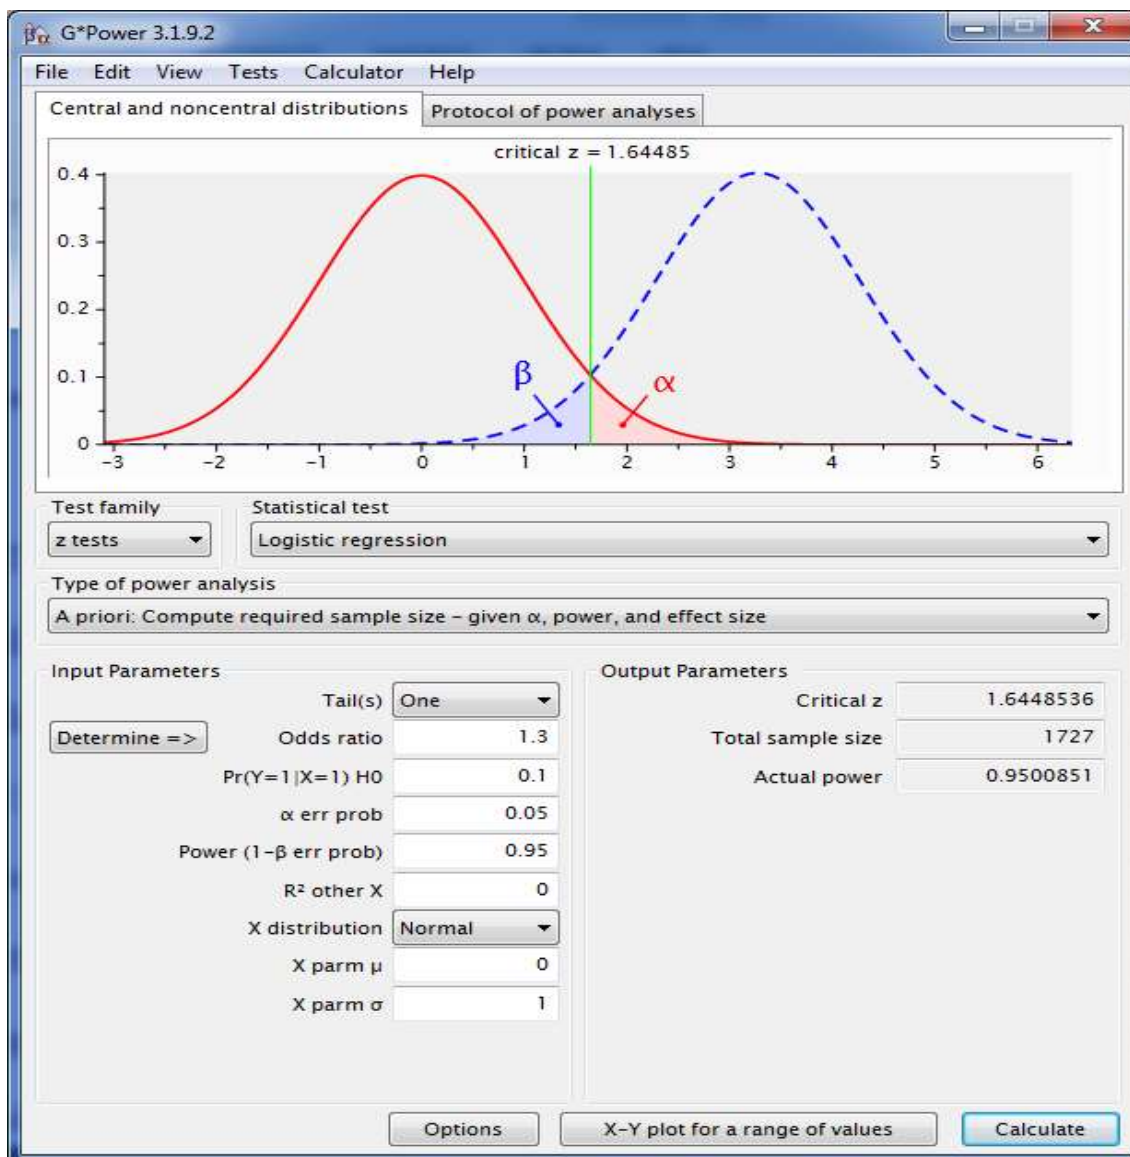 βα G*Power 3.1.9.2
File Edit View Tests Calculator Help
Central and noncentral distributions Protocol of power analyses
critical z = 1.64485
0.4
0.3
0.2
0.1
0
β α
-3 -2 -1 0 1 2 3 4 5 6
Test family Statistical test
z tests Logistic regression
Type of power analysis
A priori: Compute required sample size – given α, power, and effect size
Input Parameters Output Parameters
Tail(s) One Critical z 1.6448536
Determine => Odds ratio 1.3 Total sample size 1727
Pr(Y=1|X=1) H0 0.1 Actual power 0.9500851
α err prob 0.05
Power (1-β err prob) 0.95
R² other X 0
X distribution Normal
X parm μ 0
X parm σ 1
Options X-Y plot for a range of values Calculate